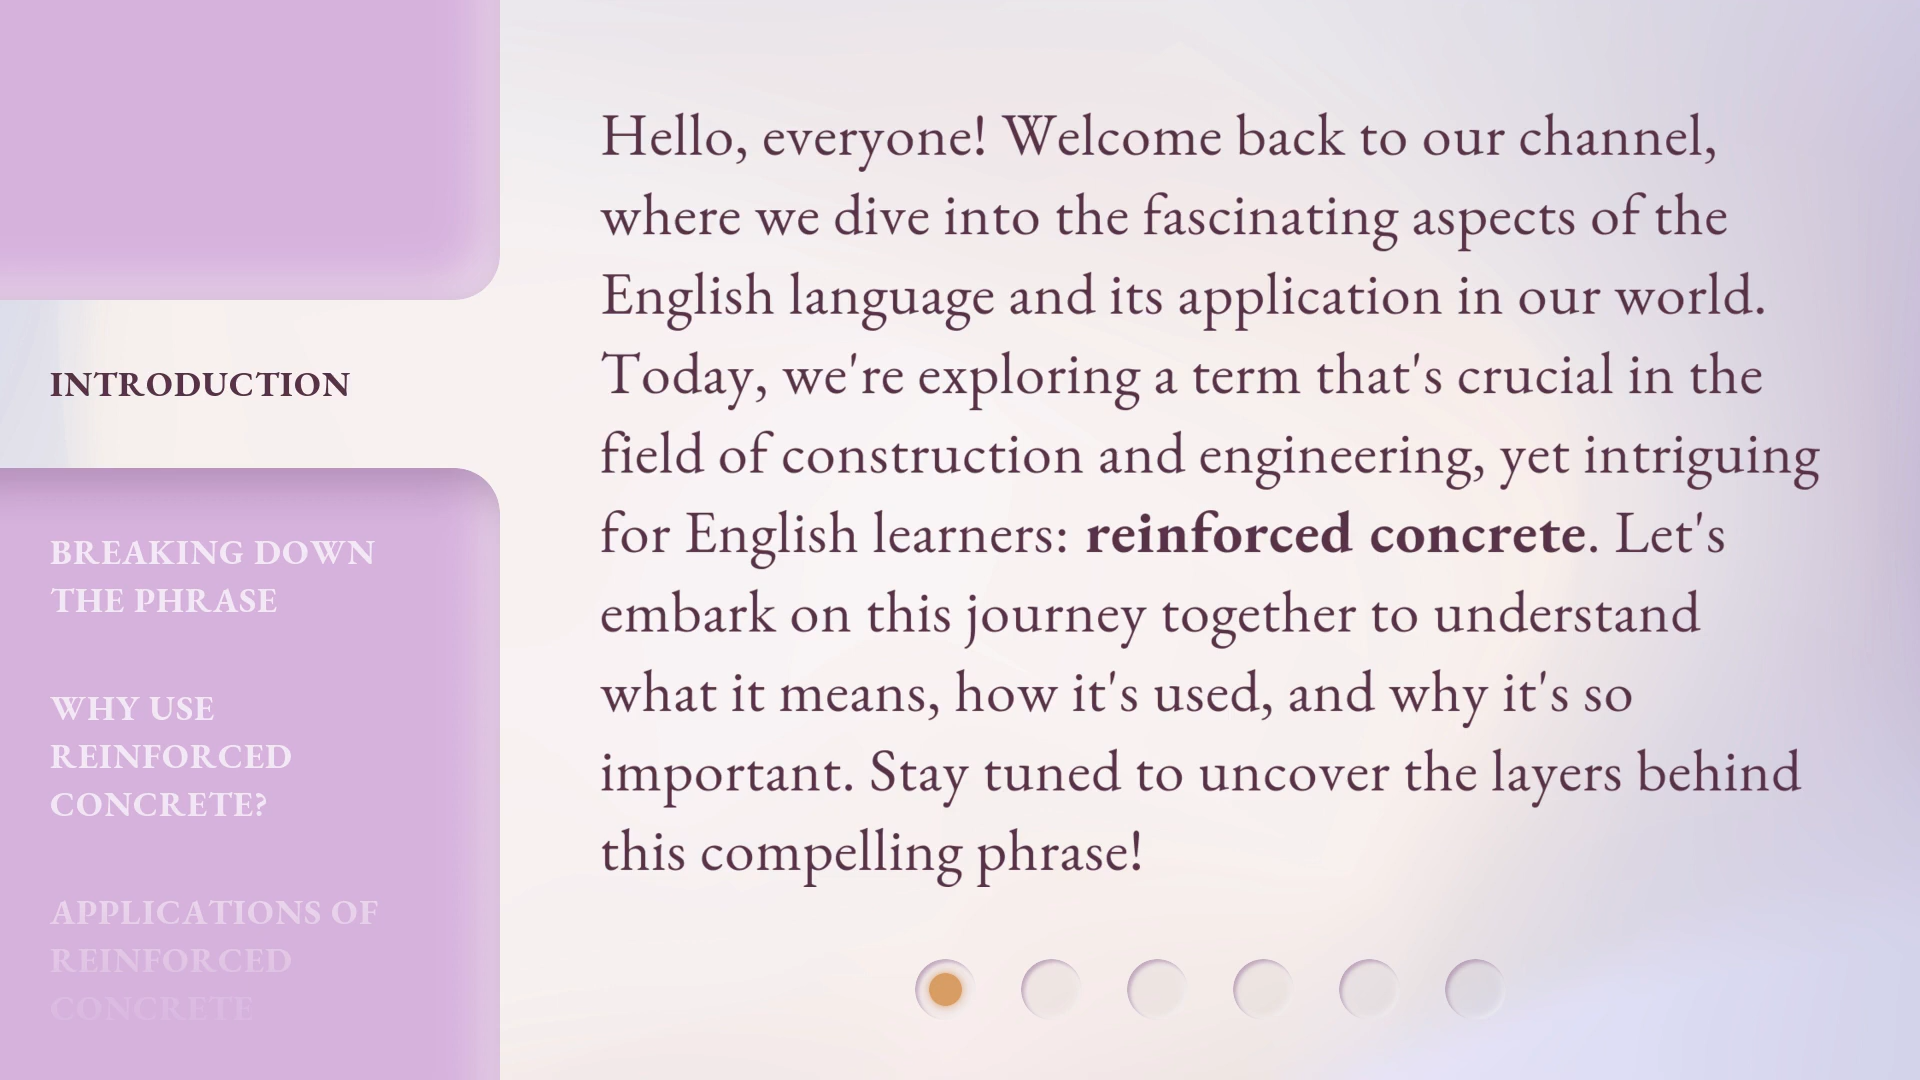 INTRODUCTION
BREAKING DOWN
THE PHRASE
WHY USE
REINFORCED
CONCRETE?
APPLICATIONS OF
REINFORCED
CONCRETE
Hello, everyone! Welcome back to our channel,
where we dive into the fascinating aspects of the
English language and its application in our world.
Today, we're exploring a term that's crucial in the
field of construction and engineering, yet intriguing
for English learners: reinforced concrete. Let's
embark on this journey together to understand
what it means, how it's used, and why it's so
important. Stay tuned to uncover the layers behind
this compelling phrase!